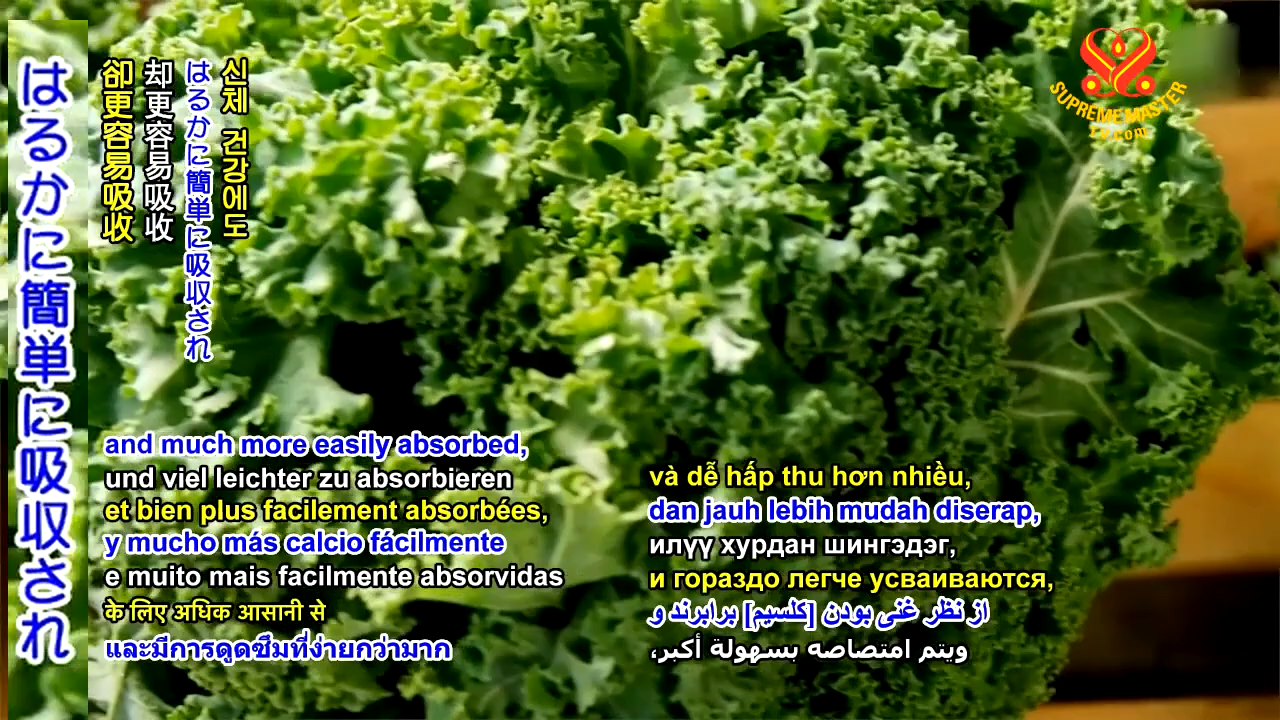 はるかに簡単に吸収され
卻更容易吸收
却更容易吸收
はるかに簡単に吸収され
신체 건강에도
SUPREME MASTER
TV.com
and much more easily absorbed,
und viel leichter zu absorbieren
et bien plus facilement absorbées,
y mucho más calcio fácilmente
e muito mais facilmente absorvidas
के लिए अधिक आसानी से
และมีการดูดซึมที่ง่ายกว่ามาก
và dễ hấp thu hơn nhiều,
dan jauh lebih mudah diserap,
илүү хурдан шингэдэг,
и гораздо легче усваиваются,
از نظر غنی بودن [کلسیم] برابرند و
ويتم امتصاصه بسهولة أكبر،